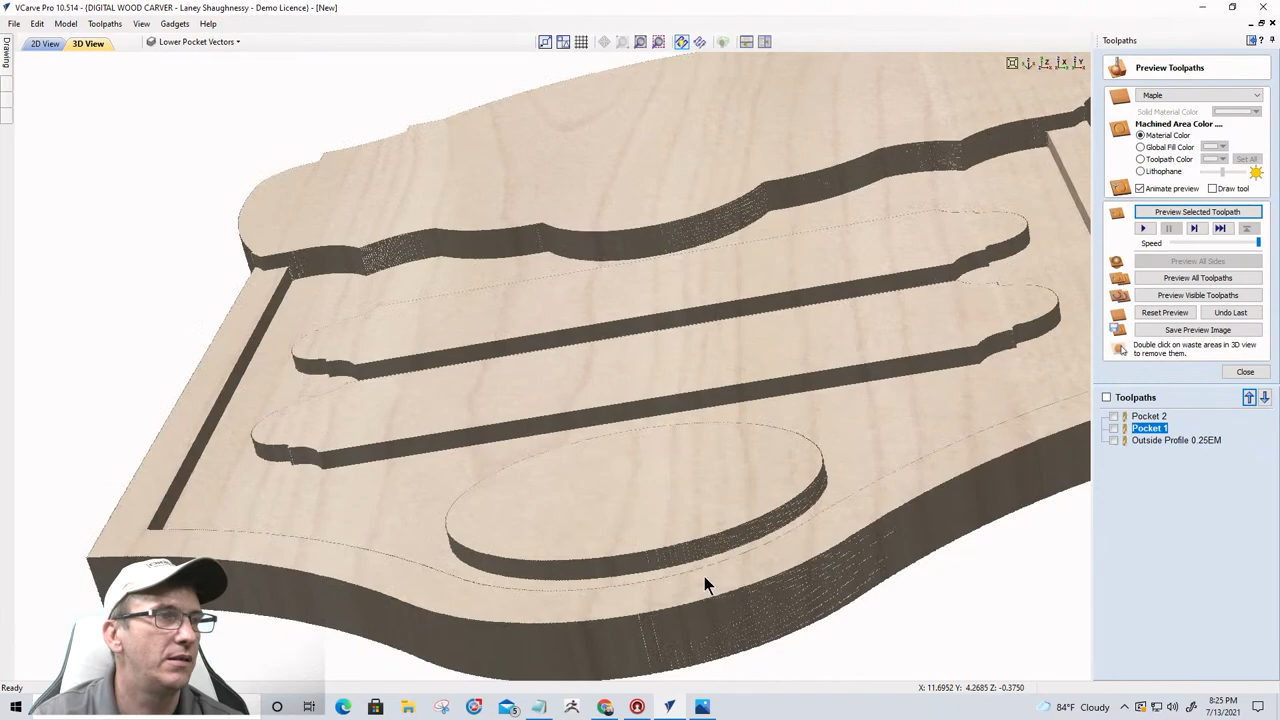 VCarve Pro 10.514 - (DIGITAL WOOD CARVER) - Laney Shaughnessy - Demo Licence) - [New]
File Edit Model Toolpaths View Gadgets Help
2D View 3D View Lower Pocket Vectors
Drawing
Toolpaths
Preview Toolpaths
Maple
Solid Material Color
Machined Area Color ....
Material Color
Global Fill Color
Toolpath Color Set All
Lithophane
Animate preview Draw tool
Preview Selected Toolpath
Speed
Preview All Sides
Preview All Toolpaths
Preview Visible Toolpaths
Reset Preview Undo Last
Save Preview Image
Double click on waste areas in 3D view
to remove them.
Close
Toolpaths
Pocket 2
Pocket 1
Outside Profile 0.25EM
Ready
X: 11.6952 Y: 4.2685 Z: -0.3750
84°F Cloudy
8:25 PM
7/13/2021